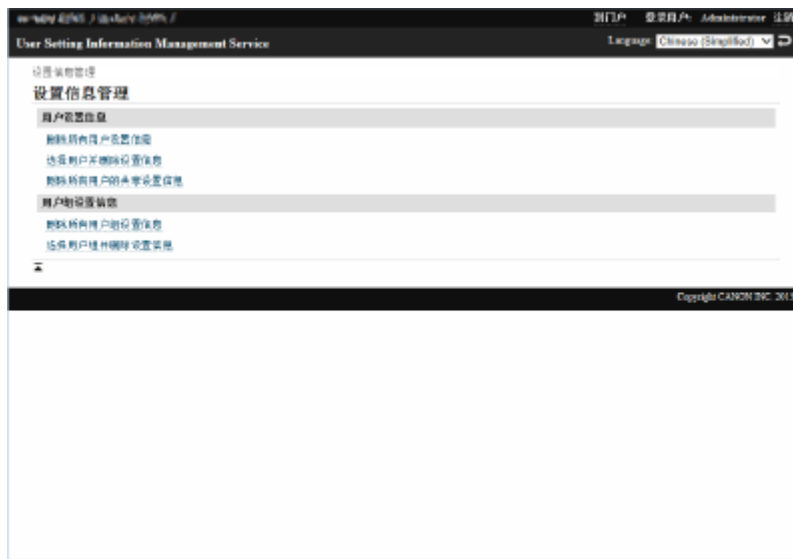 到门户 登录用户: Administrator 注销
User Setting Information Management Service
Language: Chinese (Simplified)
设置信息管理
设置信息管理
用户设置信息
删除所有用户设置信息
选择用户并删除设置信息
删除所有用户的共享设置信息
用户组设置信息
删除所有用户组设置信息
选择用户组并删除设置信息
Copyright CANON INC. 2013